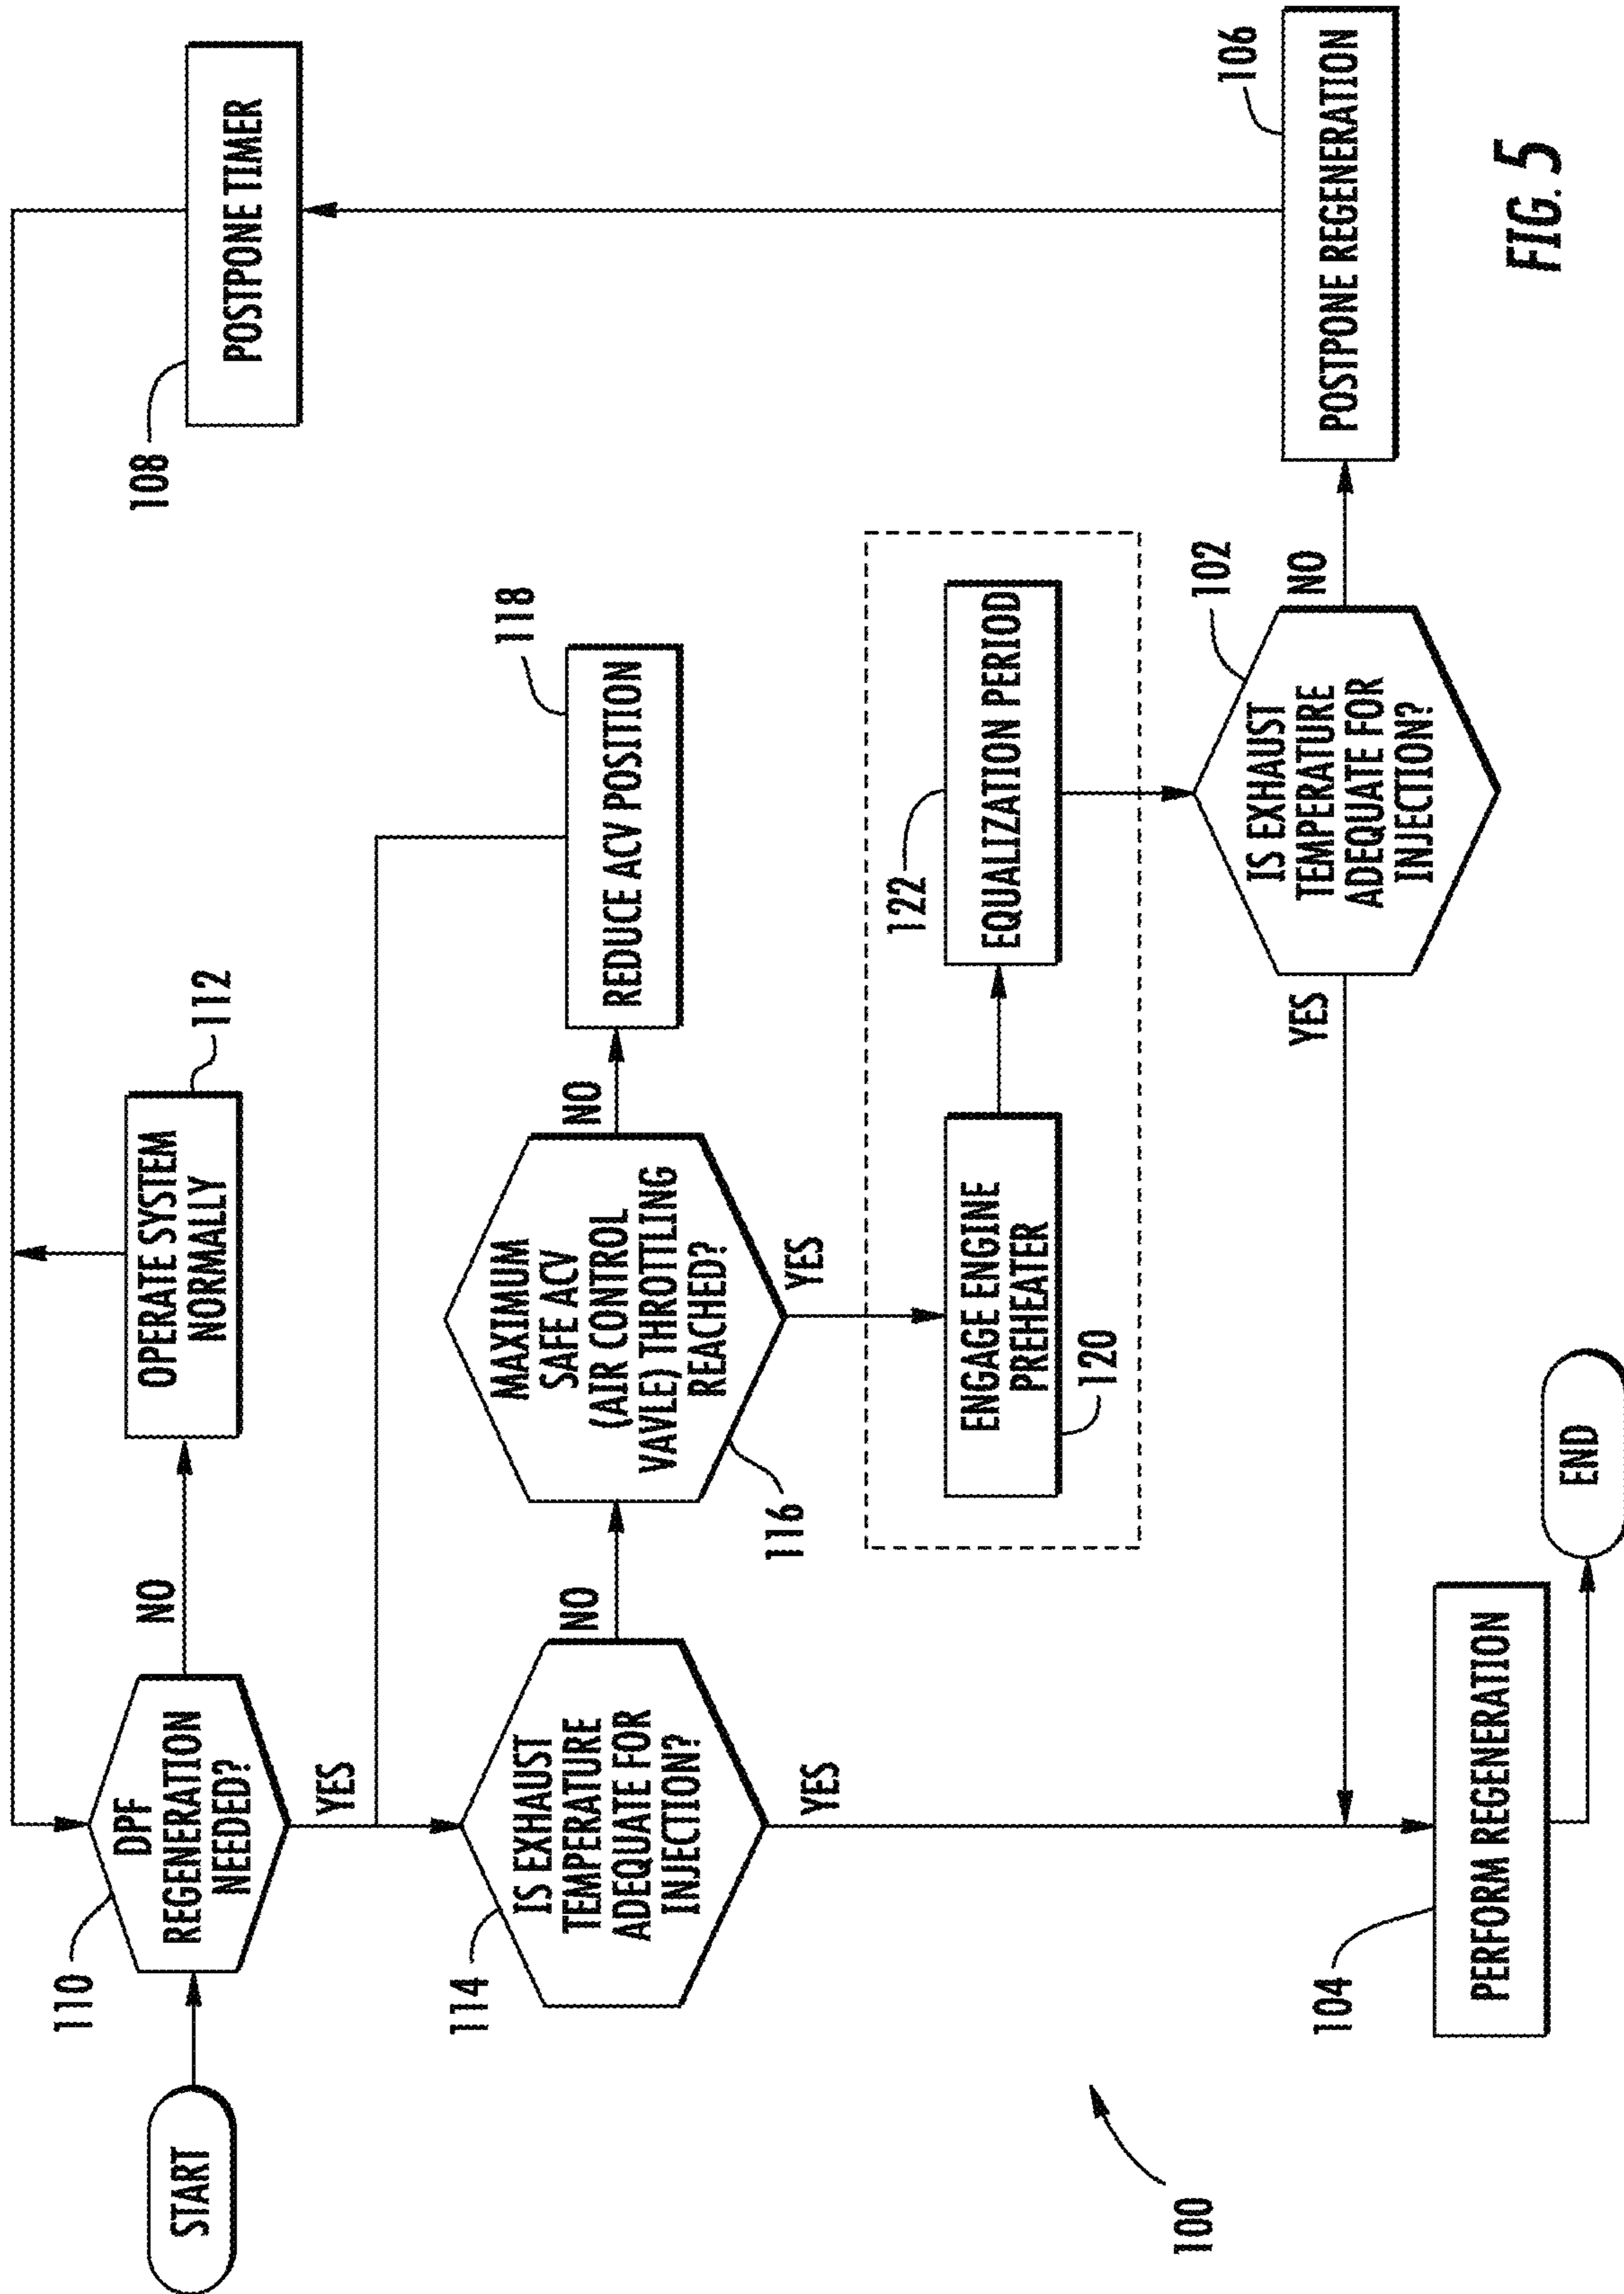 START
110
DPF
REGENERATION
NEEDED?
NO
YES
OPERATE SYSTEM
NORMALLY
112
108
POSTPONE TIMER
114
IS EXHAUST
TEMPERATURE
ADEQUATE FOR
INJECTION?
NO
YES
MAXIMUM
SAFE ACV
(AIR CONTROL
VAVLE) THROTTLING
REACHED?
116
NO
YES
REDUCE ACV POSITION
118
ENGAGE ENGINE
PREHEATER
120
122
EQUALIZATION PERIOD
IS EXHAUST
TEMPERATURE
ADEQUATE FOR
INJECTION?
102
YES
NO
POSTPONE REGENERATION
106
104
PERFORM REGENERATION
END
100
FIG. 5